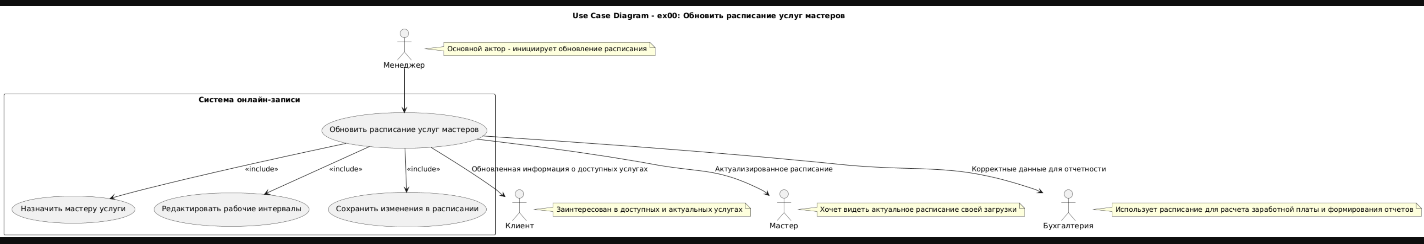 Use Case Diagram - ex00: Обновить расписание услуг мастеров
Основной актор - инициирует обновление расписания
Менеджер
Система онлайн-записи
Обновить расписание услуг мастеров
«include»
«include»
«include»
Обновленная информация о доступных услугах
Актуализированное расписание
Корректные данные для отчетности
Назначить мастеру услуги
Редактировать рабочие интервалы
Сохранить изменения в расписании
Клиент
Заинтересован в доступных и актуальных услугах
Мастер
Хочет видеть актуальное расписание своей загрузки
Бухгалтерия
Использует расписание для расчета заработной платы и формирования отчетов